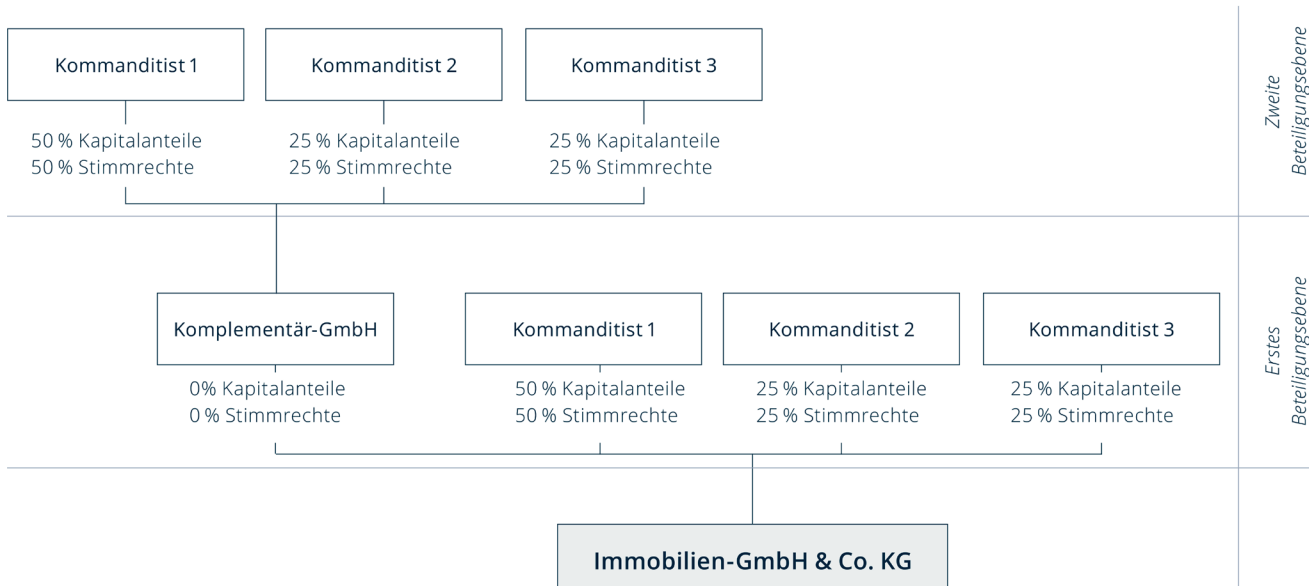 Kommanditist 1
Kommanditist 2
Kommanditist 3
50 % Kapitalanteile
50 % Stimmrechte
25 % Kapitalanteile
25 % Stimmrechte
25 % Kapitalanteile
25 % Stimmrechte
Zweite
Beteiligungsebene
Komplementär-GmbH
Kommanditist 1
Kommanditist 2
Kommanditist 3
0% Kapitalanteile
0 % Stimmrechte
50 % Kapitalanteile
50 % Stimmrechte
25 % Kapitalanteile
25 % Stimmrechte
25 % Kapitalanteile
25 % Stimmrechte
Erstes
Beteiligungsebene
Immobilien-GmbH & Co. KG